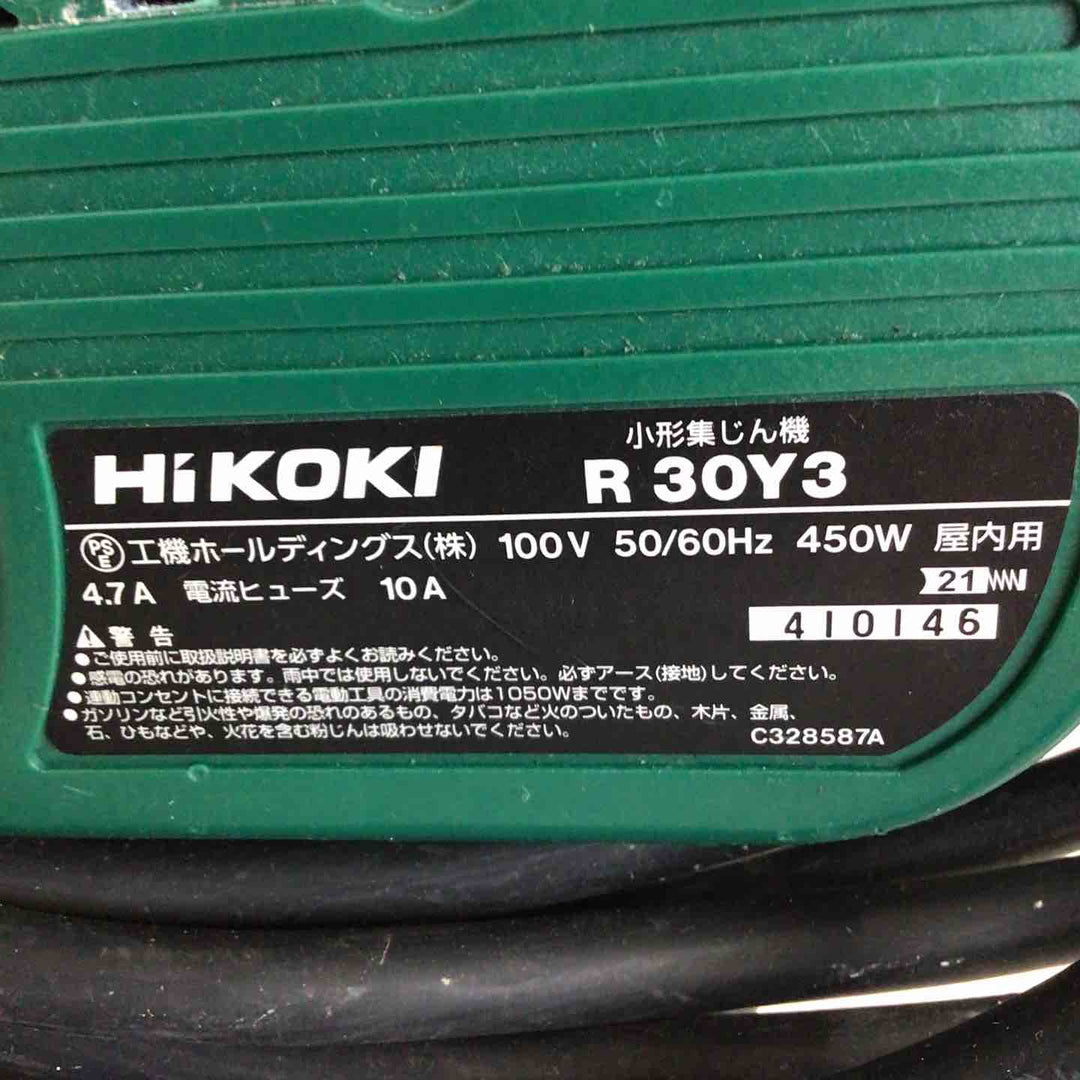 小形集じん機
HiKOKI R 30Y3
PSE 工機ホールディングス(株) 100V 50/60Hz 450W 屋内用
4.7A 電流ヒューズ 10A 21
410146
警告
●ご使用前に取扱説明書を必ずよくお読みください。
●感電の恐れがあります。雨中では使用しないでください。必ずアース(接地)してください。
●連動コンセントに接続できる電動工具の消費電力は1050Wまでです。
●ガソリンなど引火性や爆発の恐れのあるもの、タバコなど火のついたもの、木片、金属、
石、ひもなどや、火花を含む粉じんは吸わせないでください。 C328587A